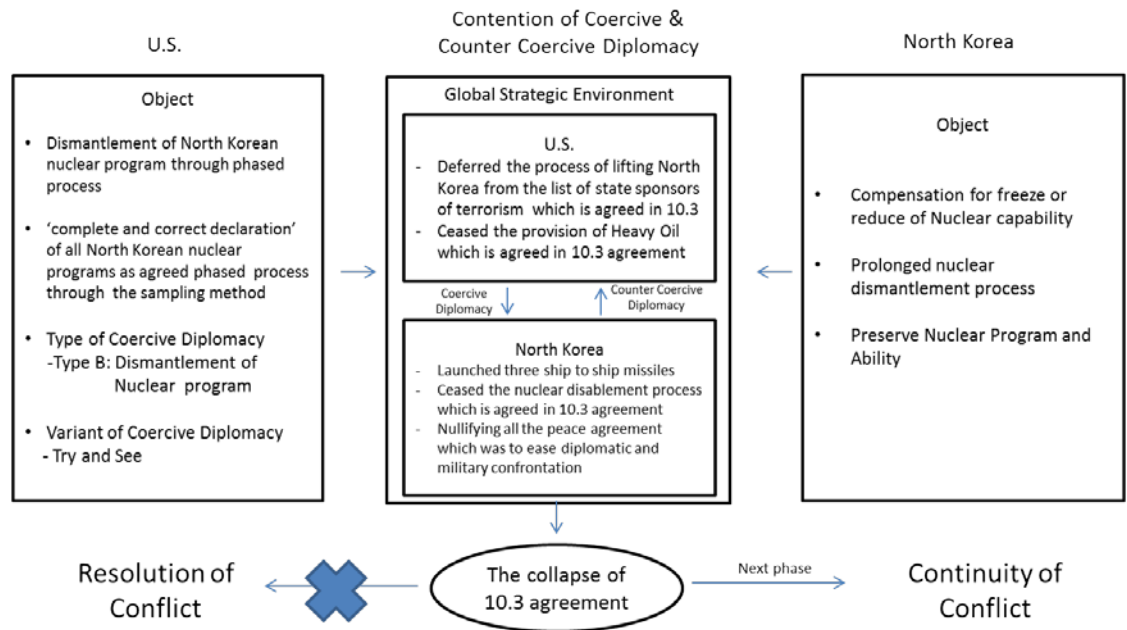 U.S.
Contention of Coercive &
Counter Coercive Diplomacy
North Korea
Object
• Dismantlement of North Korean
nuclear program through phased
process
• ‘complete and correct declaration’
of all North Korean nuclear
programs as agreed phased process
through the sampling method
• Type of Coercive Diplomacy
-Type B: Dismantlement of
Nuclear program
• Variant of Coercive Diplomacy
- Try and See
Global Strategic Environment
U.S.
- Deferred the process of lifting North
Korea from the list of state sponsors
of terrorism which is agreed in 10.3
- Ceased the provision of Heavy Oil
which is agreed in 10.3 agreement
Coercive
Diplomacy
Counter Coercive
Diplomacy
North Korea
- Launched three ship to ship missiles
- Ceased the nuclear disablement process
which is agreed in 10.3 agreement
- Nullifying all the peace agreement
which was to ease diplomatic and
military confrontation
Object
• Compensation for freeze or
reduce of Nuclear capability
• Prolonged nuclear
dismantlement process
• Preserve Nuclear Program and
Ability
Resolution of
Conflict
The collapse of
10.3 agreement
Next phase
Continuity of
Conflict